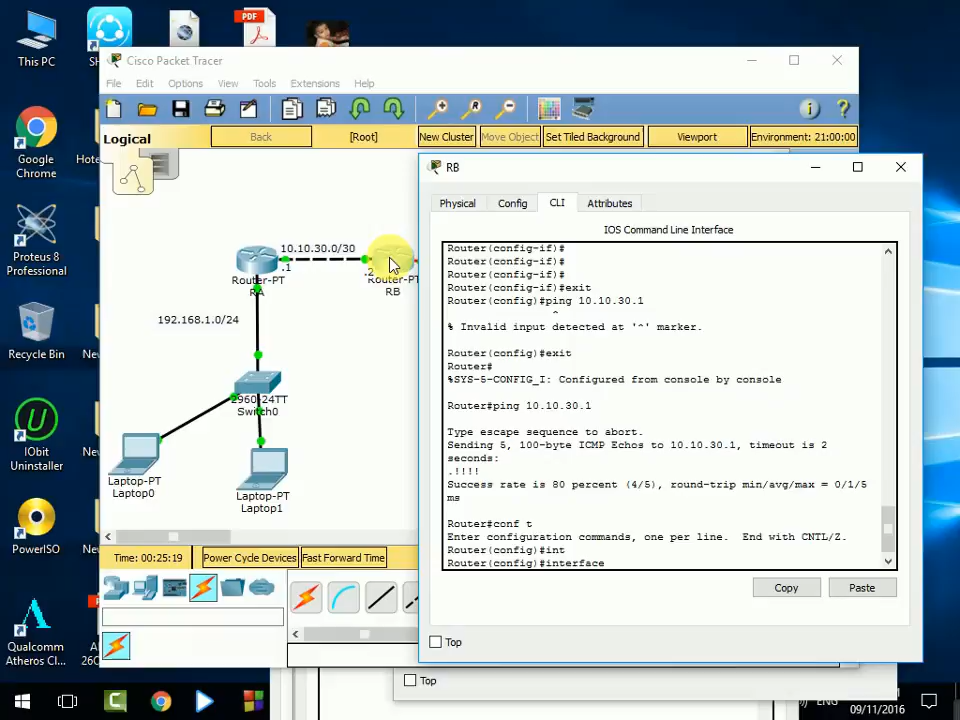 This PC
PDF
Google
Chrome
Proteus 8
Professional
Recycle Bin
IObit
Uninstaller
PowerISO
Qualcomm
Atheros Cl...
Cisco Packet Tracer
File Edit Options View Tools Extensions Help
Logical
Back
[Root]
New Cluster
Move Object
Set Tiled Background
Viewport
Environment: 21:00:00
10.10.30.0/30
.1
.2
Router-PT
RA
Router-PT
RB
192.168.1.0/24
2960-24TT
Switch0
Laptop-PT
Laptop0
Laptop-PT
Laptop1
Time: 00:25:19
Power Cycle Devices
Fast Forward Time
RB
Physical
Config
CLI
Attributes
IOS Command Line Interface
Router(config-if)#
Router(config-if)#
Router(config-if)#
Router(config-if)#exit
Router(config)#ping 10.10.30.1
^
% Invalid input detected at '^' marker.
Router(config)#exit
Router#
%SYS-5-CONFIG_I: Configured from console by console
Router#ping 10.10.30.1
Type escape sequence to abort.
Sending 5, 100-byte ICMP Echos to 10.10.30.1, timeout is 2
seconds:
.!!!!
Success rate is 80 percent (4/5), round-trip min/avg/max = 0/1/5
ms
Router#conf t
Enter configuration commands, one per line.  End with CNTL/Z.
Router(config)#int
Router(config)#interface
Copy
Paste
Top
Top
ENG
09/11/2016